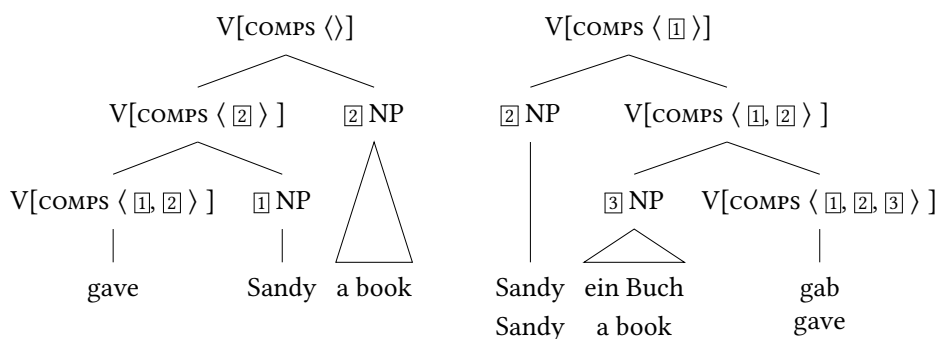 V[COMPS ⟨⟩] V[COMPS ⟨ 1 ⟩]
V[COMPS ⟨ 2 ⟩ ] 2 NP 2 NP V[COMPS ⟨ 1, 2 ⟩ ]
V[COMPS ⟨ 1, 2 ⟩ ] 1 NP 3 NP V[COMPS ⟨ 1, 2, 3 ⟩ ]
gave Sandy a book Sandy ein Buch gab
Sandy a book gave